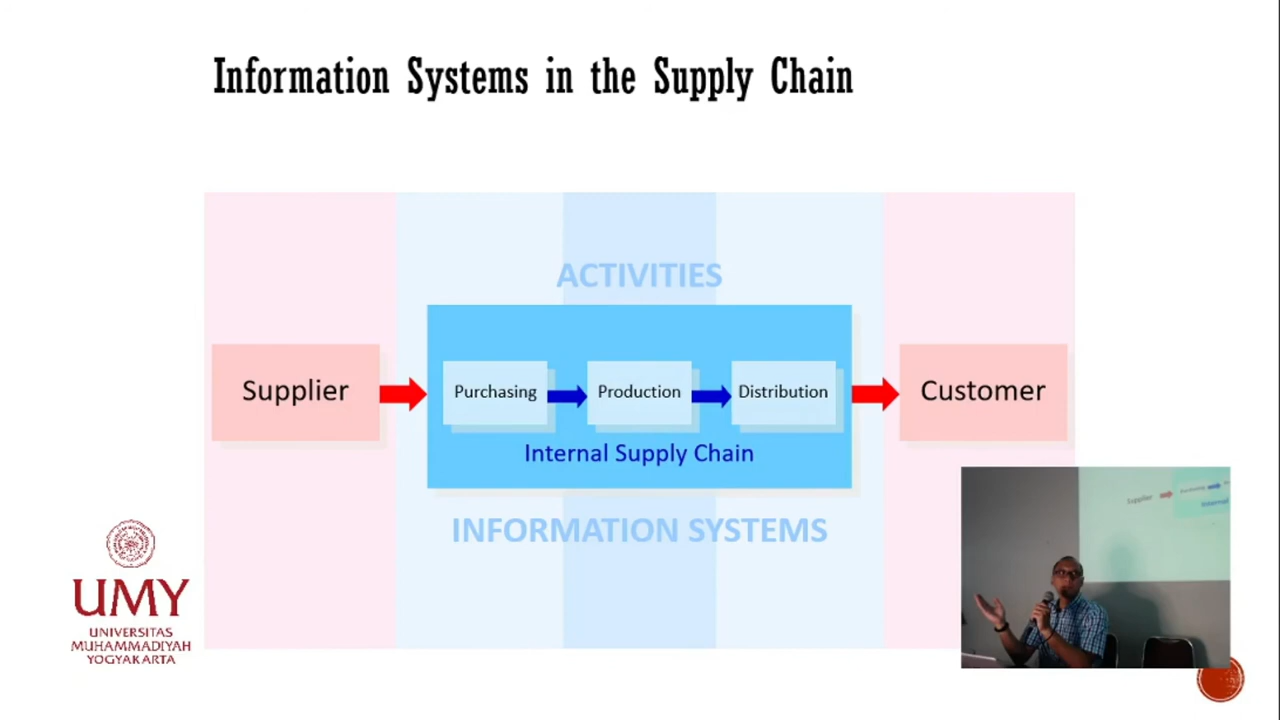 Information Systems in the Supply Chain
ACTIVITIES
Supplier
Purchasing
Production
Distribution
Customer
Internal Supply Chain
INFORMATION SYSTEMS
UMY
UNIVERSITAS
MUHAMMADIYAH
YOGYAKARTA
Supplier